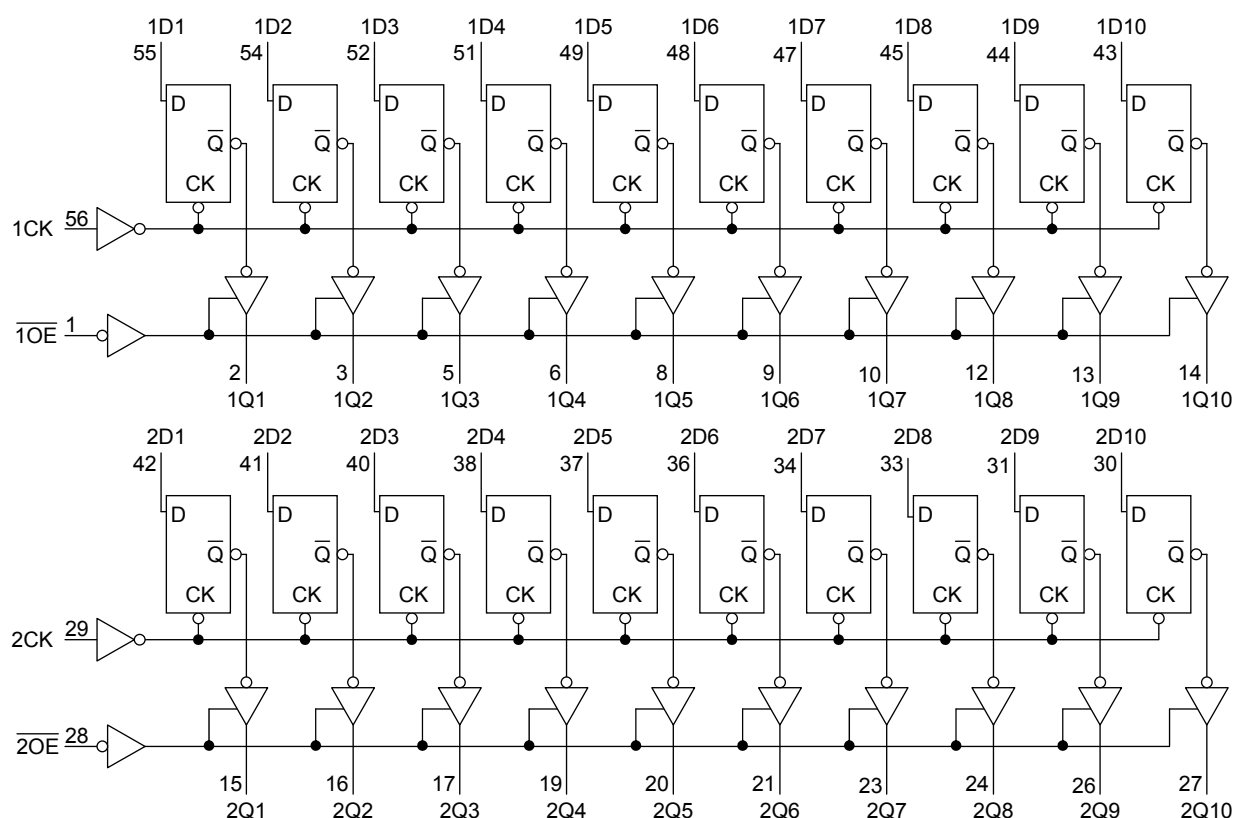 1D1 1D2 1D3 1D4 1D5 1D6 1D7 1D8 1D9 1D10
55 54 52 51 49 48 47 45 44 43
D D D D D D D D D D
Q̅ Q̅ Q̅ Q̅ Q̅ Q̅ Q̅ Q̅ Q̅ Q̅
CK CK CK CK CK CK CK CK CK CK
1CK 56
1̅O̅E̅ 1
2 3 5 6 8 9 10 12 13 14
1Q1 1Q2 1Q3 1Q4 1Q5 1Q6 1Q7 1Q8 1Q9 1Q10
2D1 2D2 2D3 2D4 2D5 2D6 2D7 2D8 2D9 2D10
42 41 40 38 37 36 34 33 31 30
D D D D D D D D D D
Q̅ Q̅ Q̅ Q̅ Q̅ Q̅ Q̅ Q̅ Q̅ Q̅
CK CK CK CK CK CK CK CK CK CK
2CK 29
2̅O̅E̅ 28
15 16 17 19 20 21 23 24 26 27
2Q1 2Q2 2Q3 2Q4 2Q5 2Q6 2Q7 2Q8 2Q9 2Q10